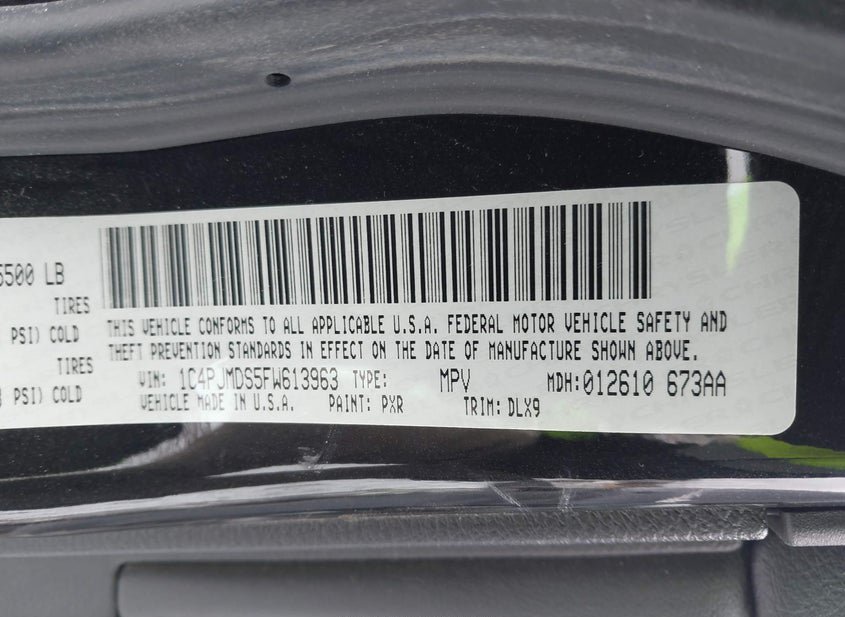 5500 LB
TIRES
PSI) COLD
TIRES
PSI) COLD
THIS VEHICLE CONFORMS TO ALL APPLICABLE U.S.A. FEDERAL MOTOR VEHICLE SAFETY AND
THEFT PREVENTION STANDARDS IN EFFECT ON THE DATE OF MANUFACTURE SHOWN ABOVE.
VIN: 1C4PJMDS5FW613963 TYPE: MPV MDH:012610 673AA
VEHICLE MADE IN U.S.A. PAINT: PXR TRIM: DLX9